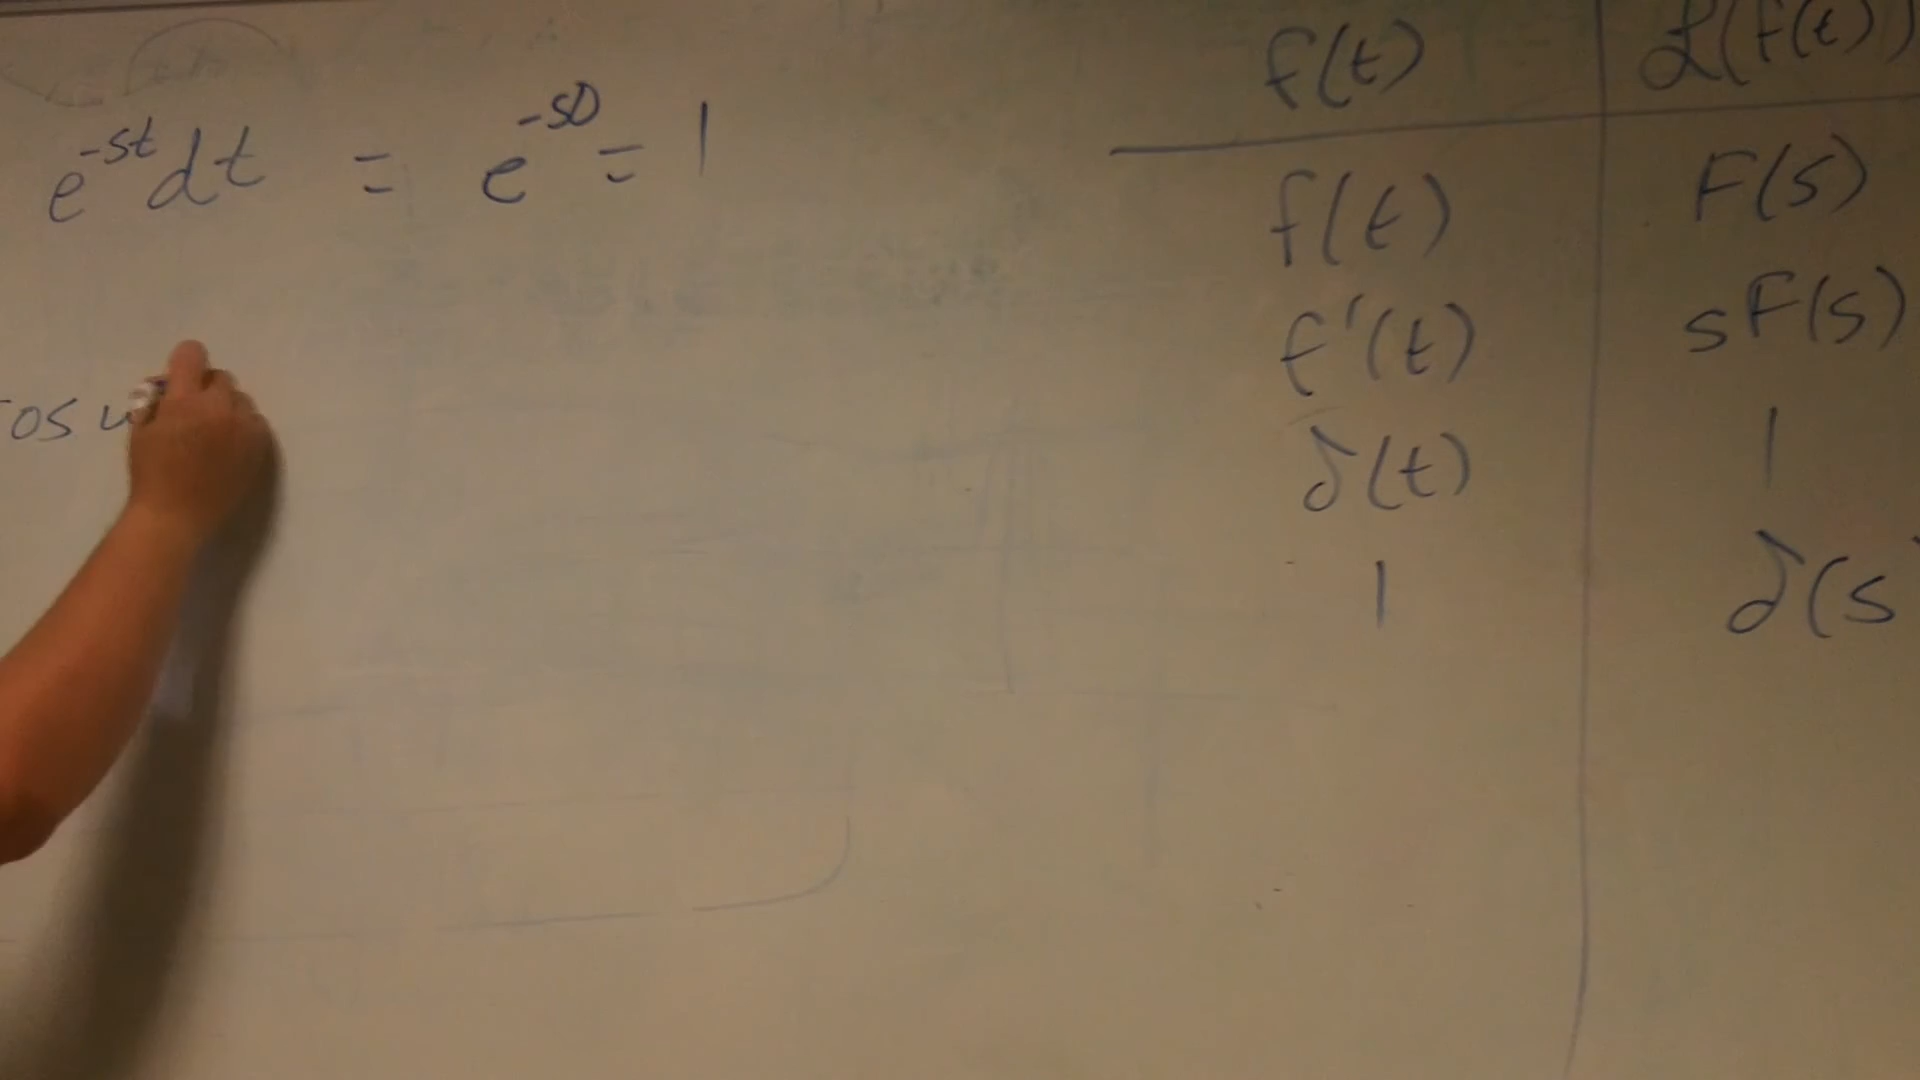 e^{-st} dt = e^{-s0} = 1
os w
f(t) ℒ(f(t))
f(t) F(s)
f'(t) sF(s)
δ(t) 1
1 δ(s